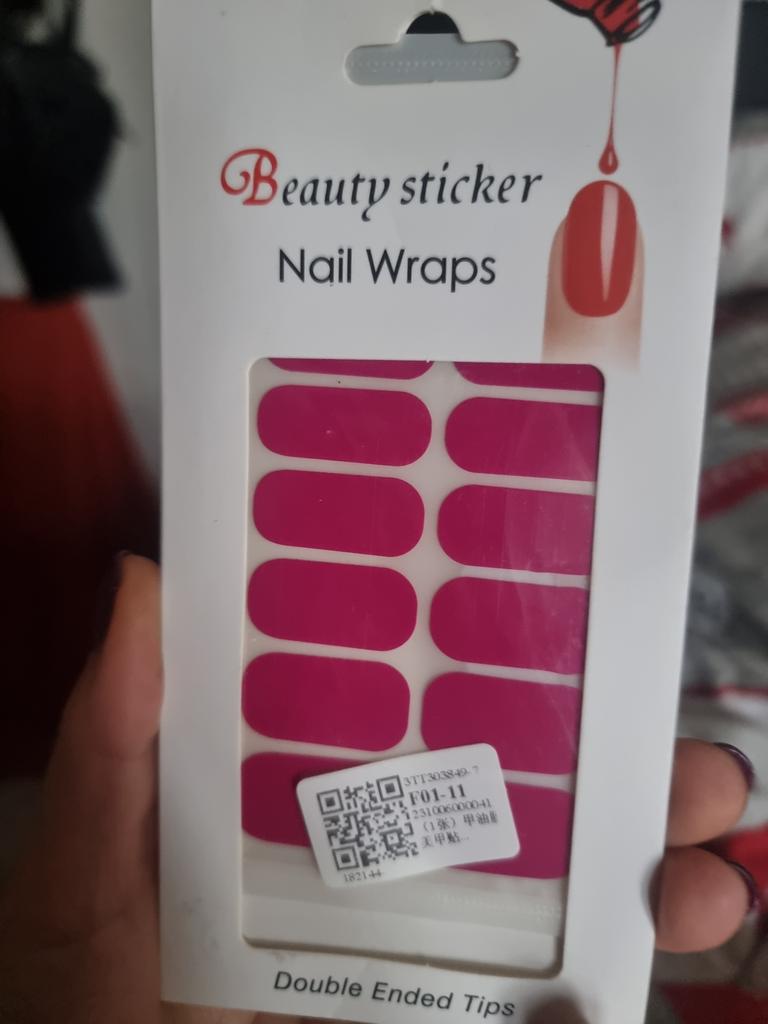 Beauty sticker
Nail Wraps
3TT303849-7
F01-11
231006000041
（1张）甲油
美甲贴...
182144
Double Ended Tips